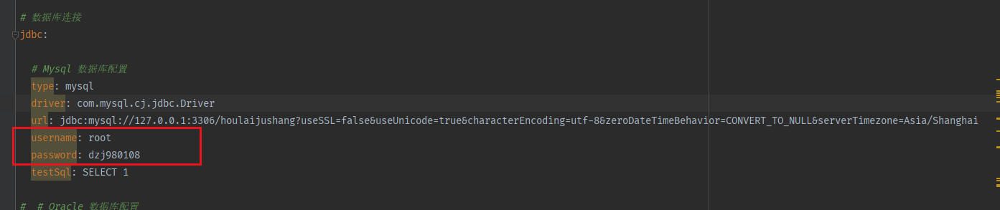 # 数据库连接
jdbc:
# Mysql 数据库配置
type: mysql
driver: com.mysql.cj.jdbc.Driver
url: jdbc:mysql://127.0.0.1:3306/houlaijushang?useSSL=false&useUnicode=true&characterEncoding=utf-8&zeroDateTimeBehavior=CONVERT_TO_NULL&serverTimezone=Asia/Shanghai
username: root
password: dzj980108
testSql: SELECT 1
# # Oracle 数据库配置